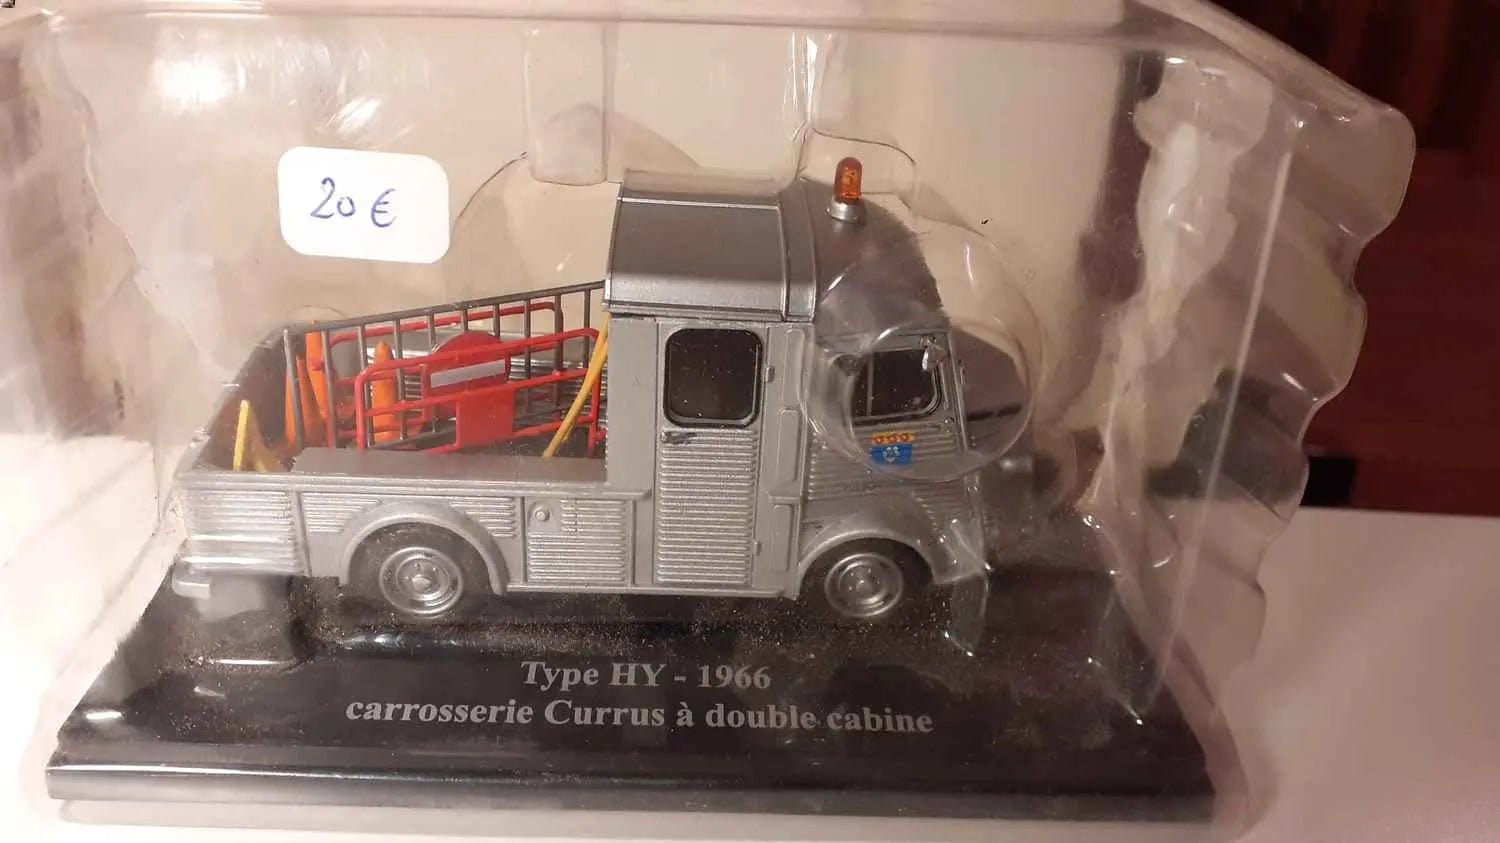 20 €
Type HY - 1966
carrosserie Currus à double cabine